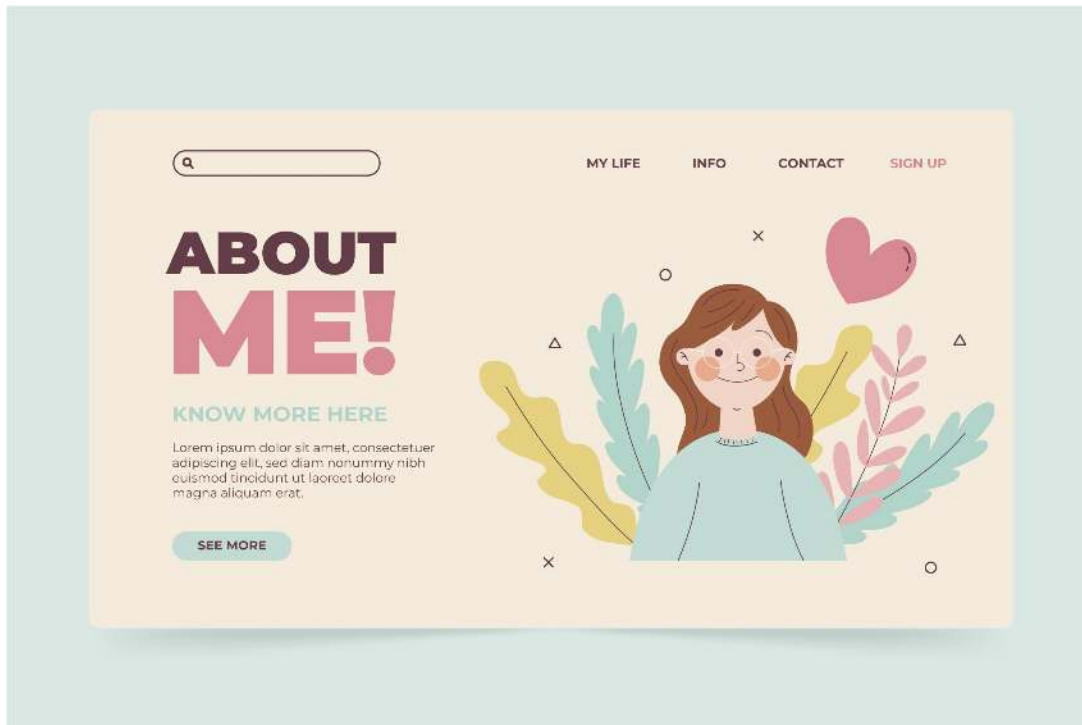 MY LIFE INFO CONTACT SIGN UP
ABOUT
ME!
KNOW MORE HERE
Lorem ipsum dolor sit amet, consectetuer
adipiscing elit, sed diam nonummy nibh
euismod tincidunt ut laoreet dolore
magna aliquam erat.
SEE MORE